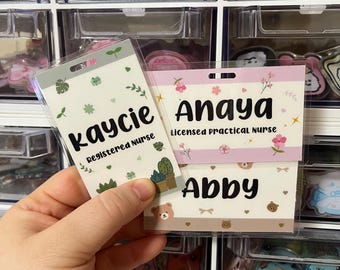 Kaycie
Registered Nurse
Anaya
Licensed Practical Nurse
Abby